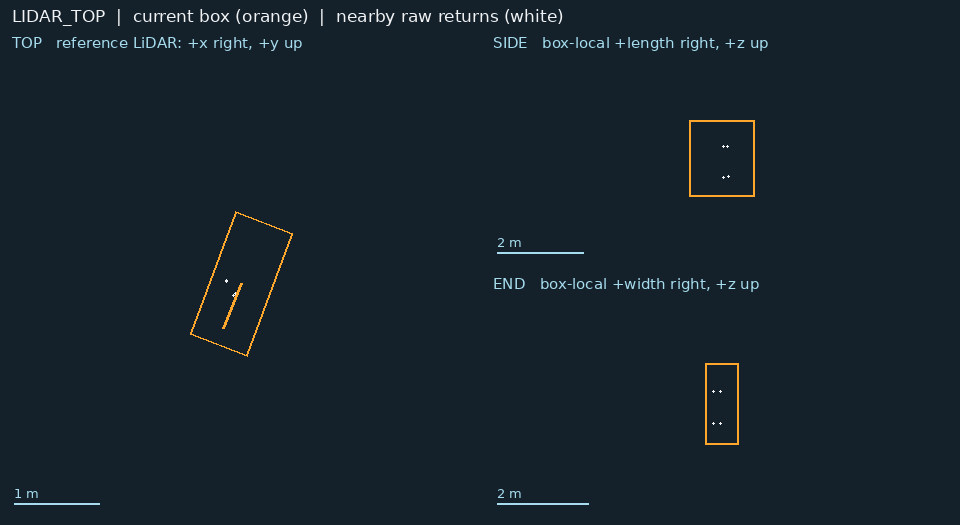 LIDAR_TOP | current box (orange) | nearby raw returns (white)
TOP reference LiDAR: +x right, +y up
SIDE box-local +length right, +z up
2 m
END box-local +width right, +z up
1 m
2 m